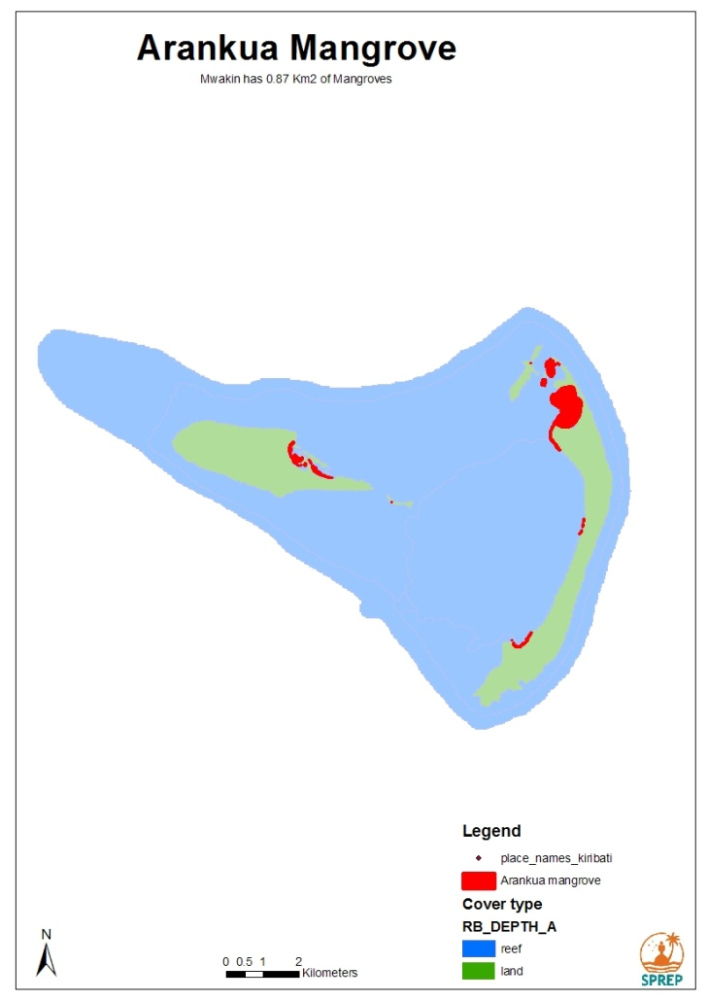 Arankua Mangrove
Mwakin has 0.87 Km2 of Mangroves
Legend
place_names_kiribati
Arankua mangrove
Cover type
RB_DEPTH_A
reef
land
N
0 0.5 1 2
Kilometers
SPREP